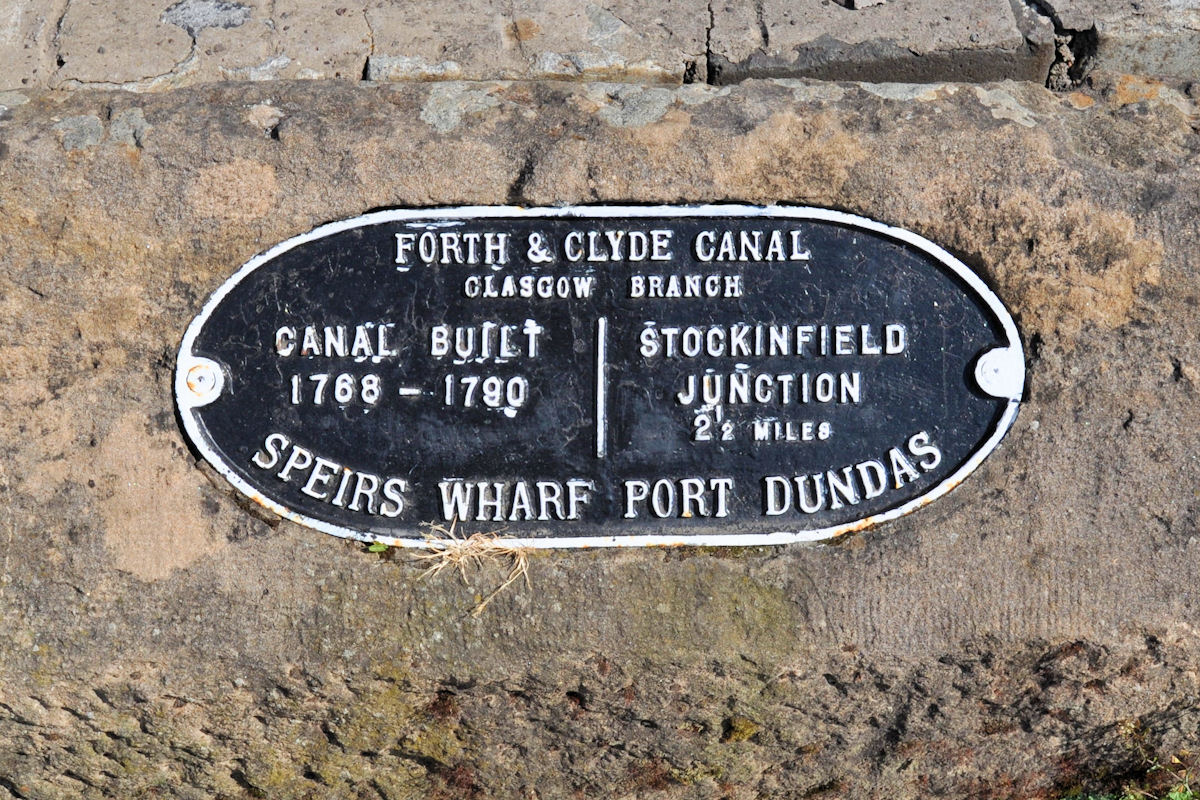 FORTH & CLYDE CANAL
GLASGOW BRANCH
CANAL BUILT
1768 - 1790
STOCKINFIELD
JUNCTION
2½ MILES
SPEIRS WHARF PORT DUNDAS